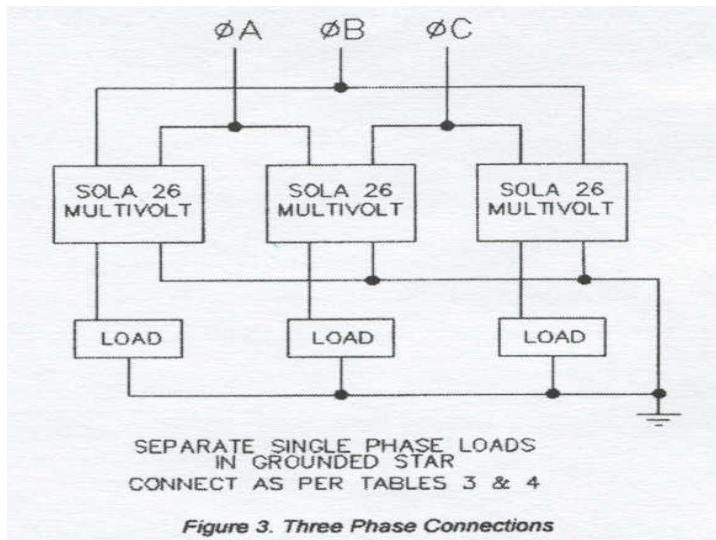 ØA ØB ØC
SOLA 26 SOLA 26 SOLA 26
MULTIVOLT MULTIVOLT MULTIVOLT
LOAD LOAD LOAD
SEPARATE SINGLE PHASE LOADS
IN GROUNDED STAR
CONNECT AS PER TABLES 3 & 4
Figure 3. Three Phase Connections